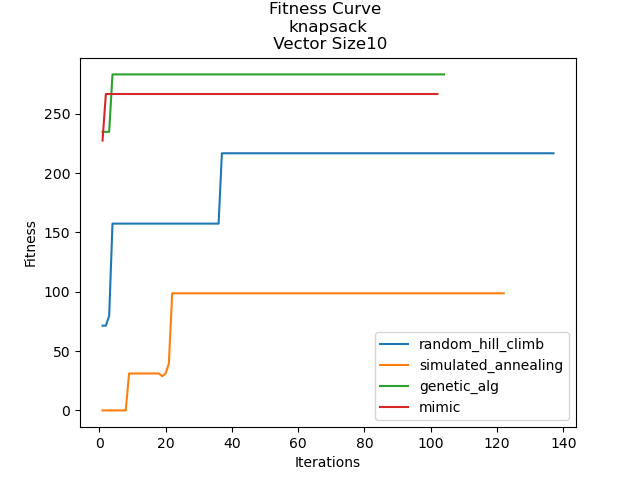 Fitness Curve
knapsack
Vector Size10
Fitness
250
200
150
100
50
0
0 20 40 60 80 100 120 140
Iterations
random_hill_climb
simulated_annealing
genetic_alg
mimic